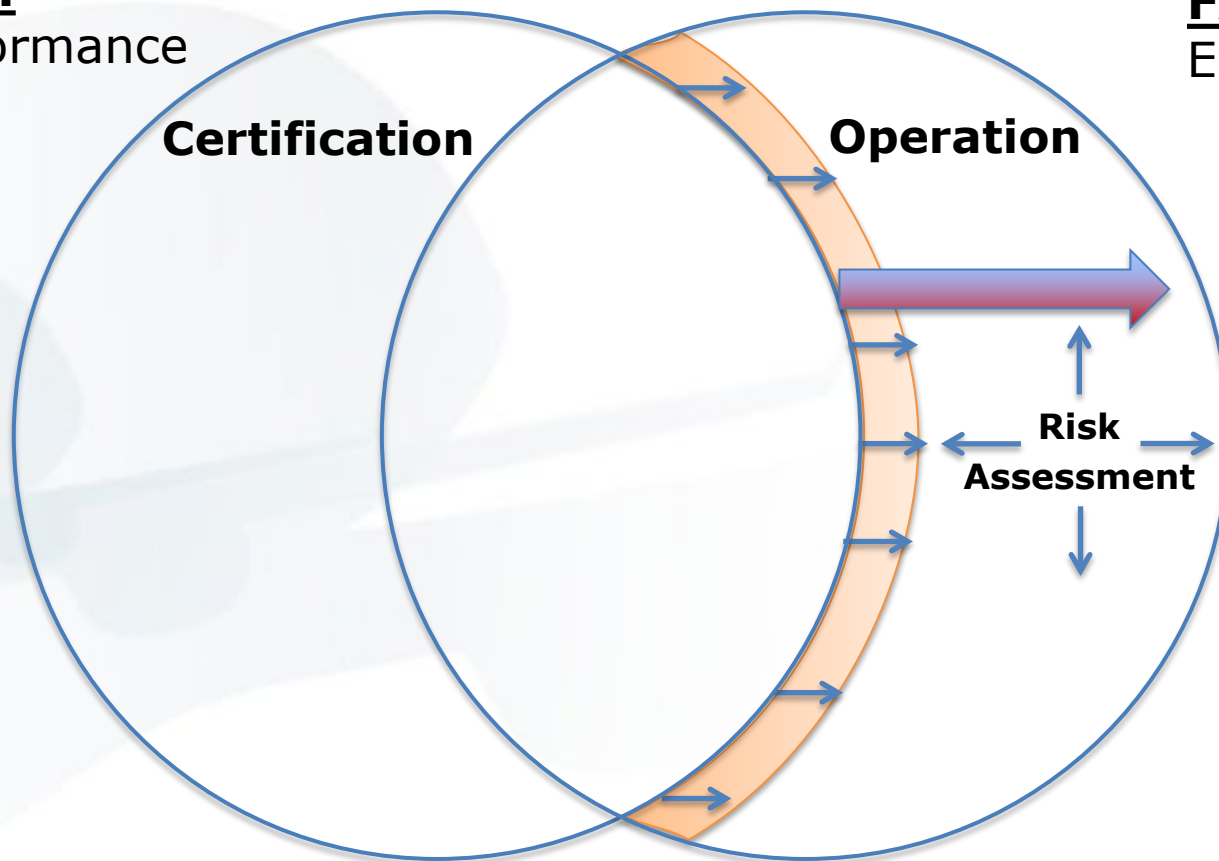 ormance
E
Certification
Operation
Risk
Assessment